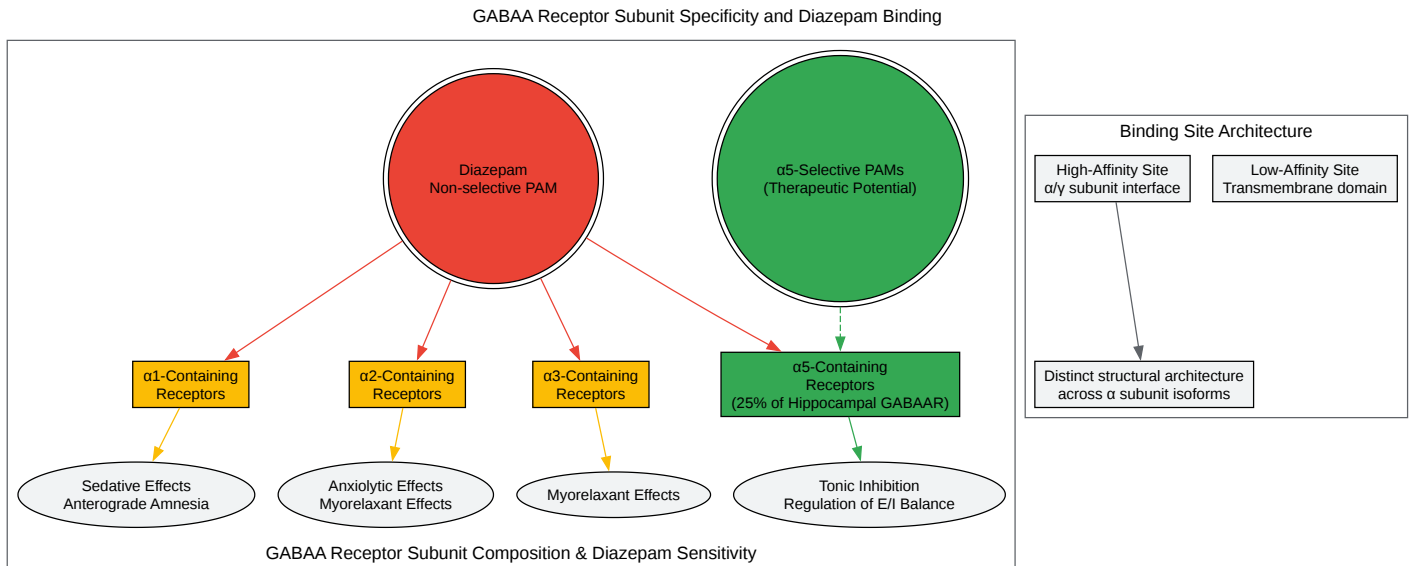 GABAA Receptor Subunit Specificity and Diazepam Binding
Diazepam
Non-selective PAM
α5-Selective PAMs
(Therapeutic Potential)
α1-Containing
Receptors
α2-Containing
Receptors
α3-Containing
Receptors
α5-Containing
Receptors
(25% of Hippocampal GABAAR)
Sedative Effects
Anterograde Amnesia
Anxiolytic Effects
Myorelaxant Effects
Myorelaxant Effects
Tonic Inhibition
Regulation of E/I Balance
GABAA Receptor Subunit Composition & Diazepam Sensitivity
Binding Site Architecture
High-Affinity Site
α/γ subunit interface
Low-Affinity Site
Transmembrane domain
Distinct structural architecture
across α subunit isoforms